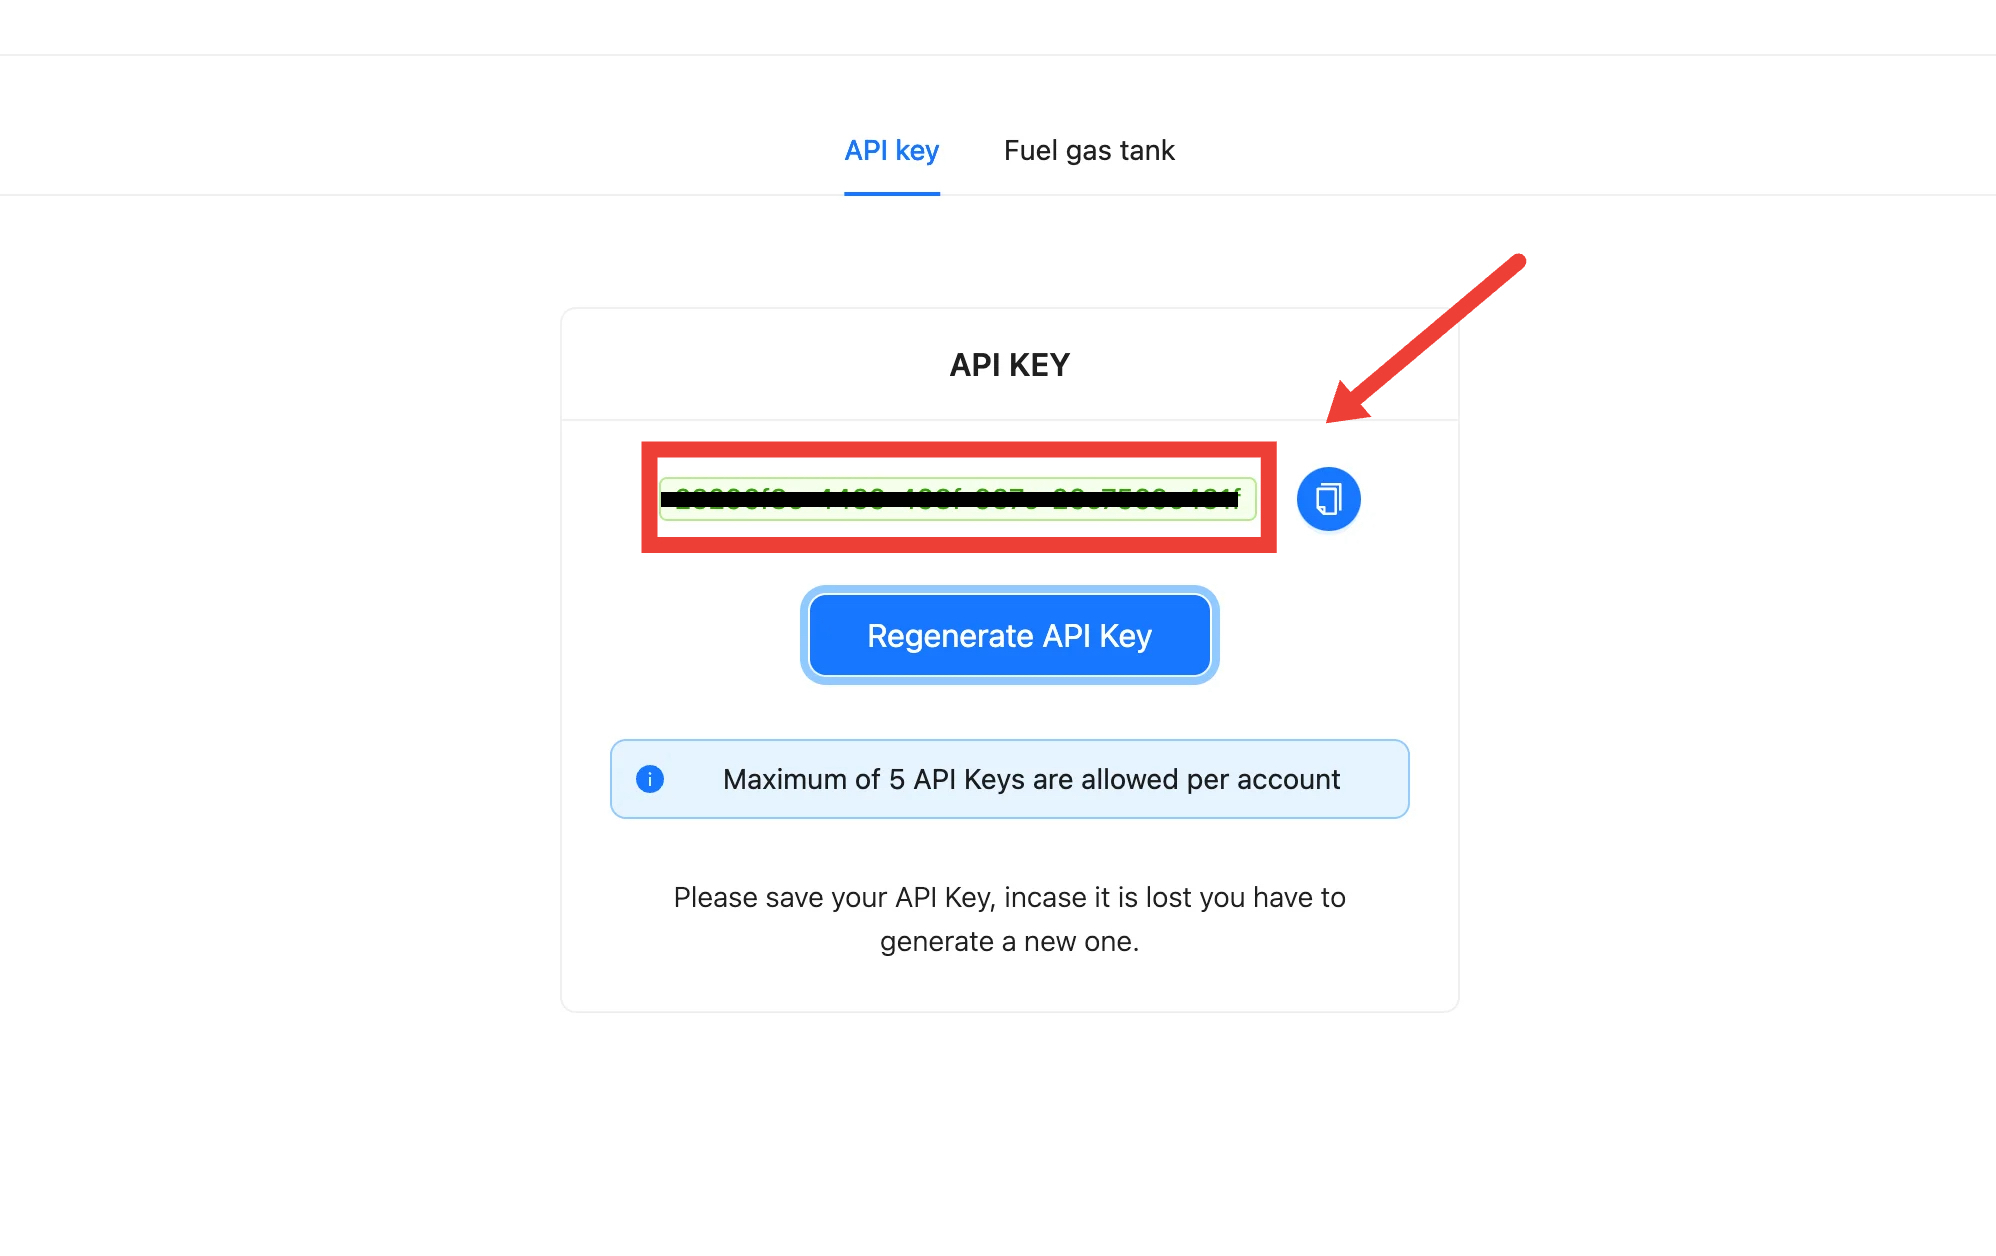 API key
Fuel gas tank
API KEY
Regenerate API Key
Maximum of 5 API Keys are allowed per account
Please save your API Key, incase it is lost you have to
generate a new one.